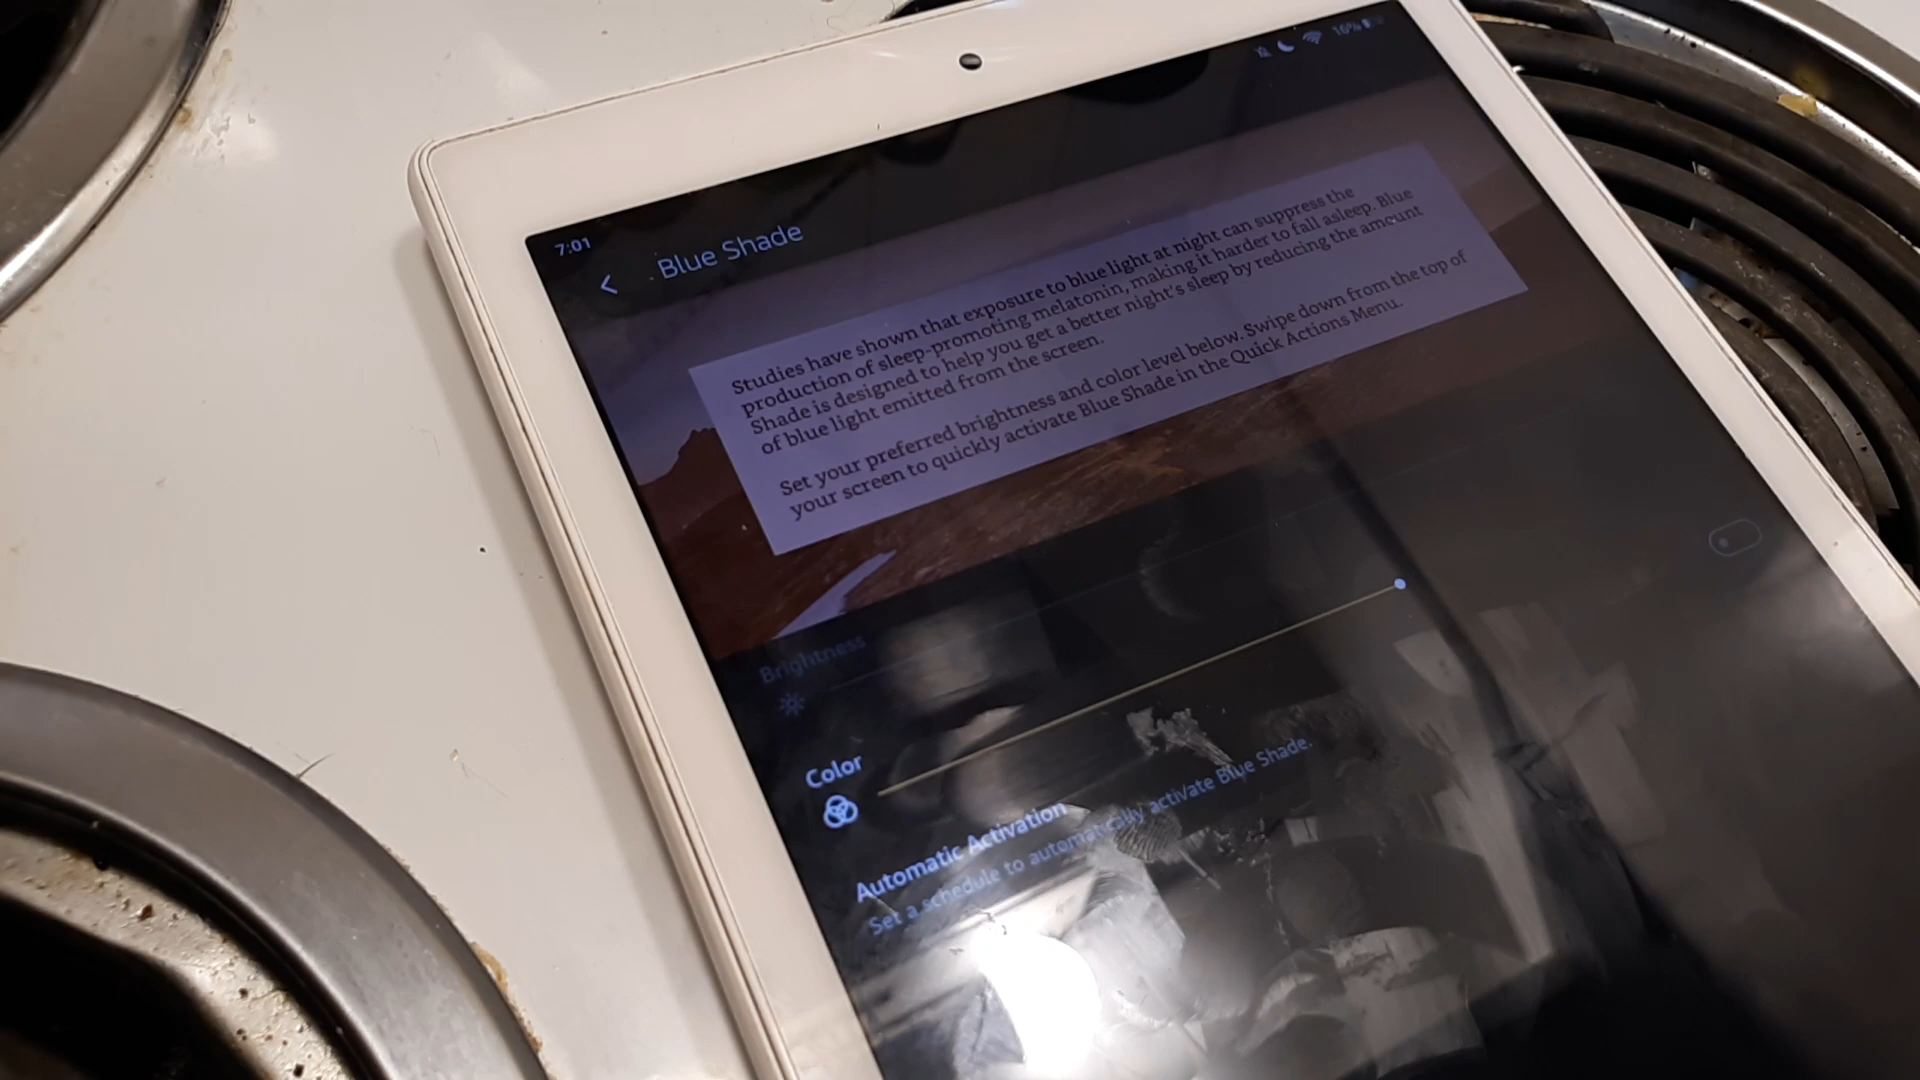 7:01
16%
Blue Shade
Studies have shown that exposure to blue light at night can suppress the
production of sleep-promoting melatonin, making it harder to fall asleep. Blue
Shade is designed to help you get a better night's sleep by reducing the amount
of blue light emitted from the screen.
Set your preferred brightness and color level below. Swipe down from the top of
your screen to quickly activate Blue Shade in the Quick Actions Menu.
Brightness
Color
Automatic Activation
Set a schedule to automatically activate Blue Shade.